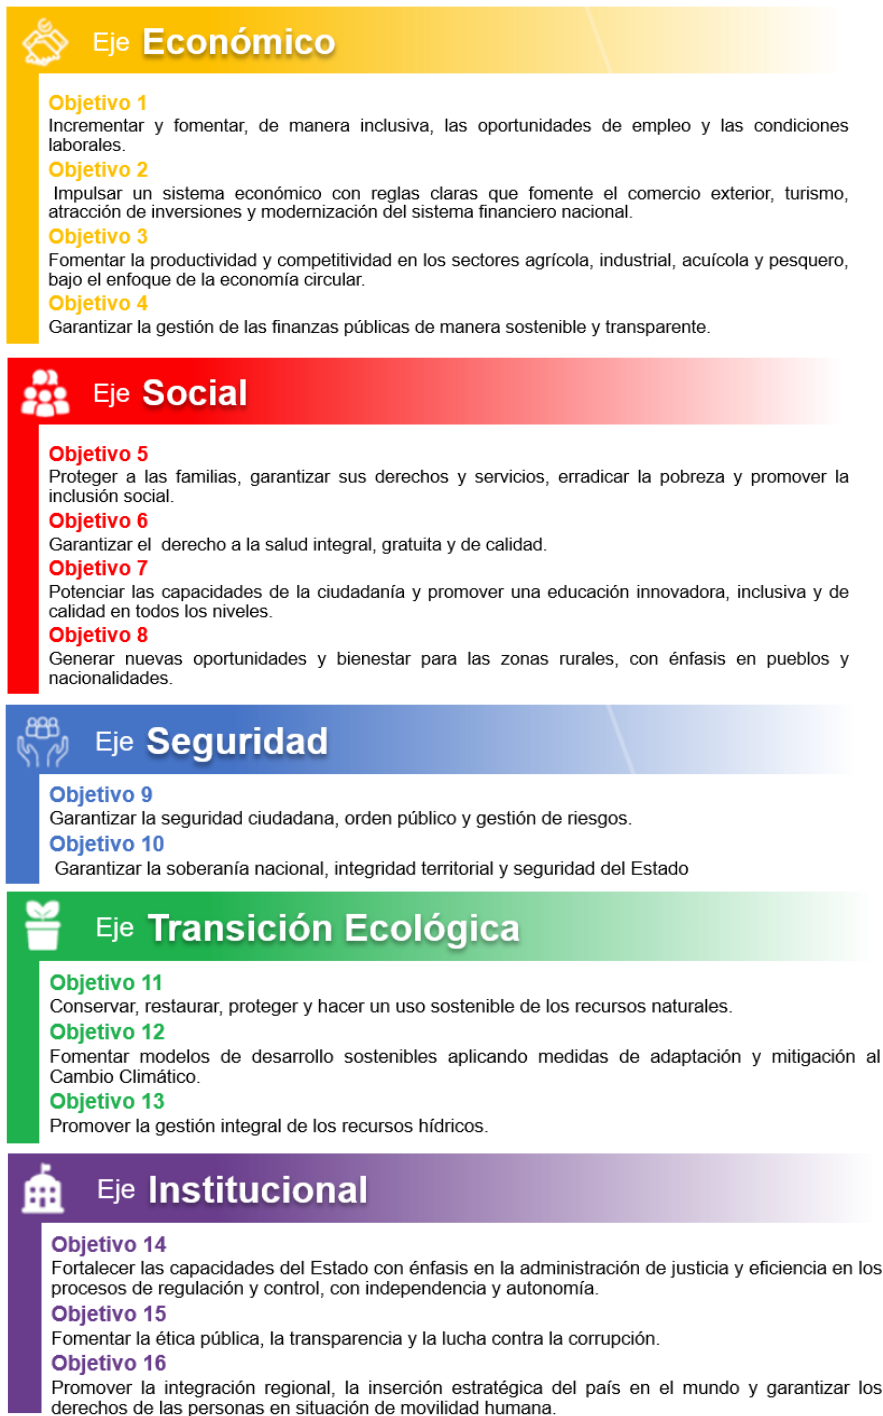 Eje Económico
Objetivo 1
Incrementar y fomentar, de manera inclusiva, las oportunidades de empleo y las condiciones
laborales.
Objetivo 2
Impulsar un sistema económico con reglas claras que fomente el comercio exterior, turismo,
atracción de inversiones y modernización del sistema financiero nacional.
Objetivo 3
Fomentar la productividad y competitividad en los sectores agrícola, industrial, acuícola y pesquero,
bajo el enfoque de la economía circular.
Objetivo 4
Garantizar la gestión de las finanzas públicas de manera sostenible y transparente.
Eje Social
Objetivo 5
Proteger a las familias, garantizar sus derechos y servicios, erradicar la pobreza y promover la
inclusión social.
Objetivo 6
Garantizar el derecho a la salud integral, gratuita y de calidad.
Objetivo 7
Potenciar las capacidades de la ciudadanía y promover una educación innovadora, inclusiva y de
calidad en todos los niveles.
Objetivo 8
Generar nuevas oportunidades y bienestar para las zonas rurales, con énfasis en pueblos y
nacionalidades.
Eje Seguridad
Objetivo 9
Garantizar la seguridad ciudadana, orden público y gestión de riesgos.
Objetivo 10
Garantizar la soberanía nacional, integridad territorial y seguridad del Estado
Eje Transición Ecológica
Objetivo 11
Conservar, restaurar, proteger y hacer un uso sostenible de los recursos naturales.
Objetivo 12
Fomentar modelos de desarrollo sostenibles aplicando medidas de adaptación y mitigación al
Cambio Climático.
Objetivo 13
Promover la gestión integral de los recursos hídricos.
Eje Institucional
Objetivo 14
Fortalecer las capacidades del Estado con énfasis en la administración de justicia y eficiencia en los
procesos de regulación y control, con independencia y autonomía.
Objetivo 15
Fomentar la ética pública, la transparencia y la lucha contra la corrupción.
Objetivo 16
Promover la integración regional, la inserción estratégica del país en el mundo y garantizar los
derechos de las personas en situación de movilidad humana.